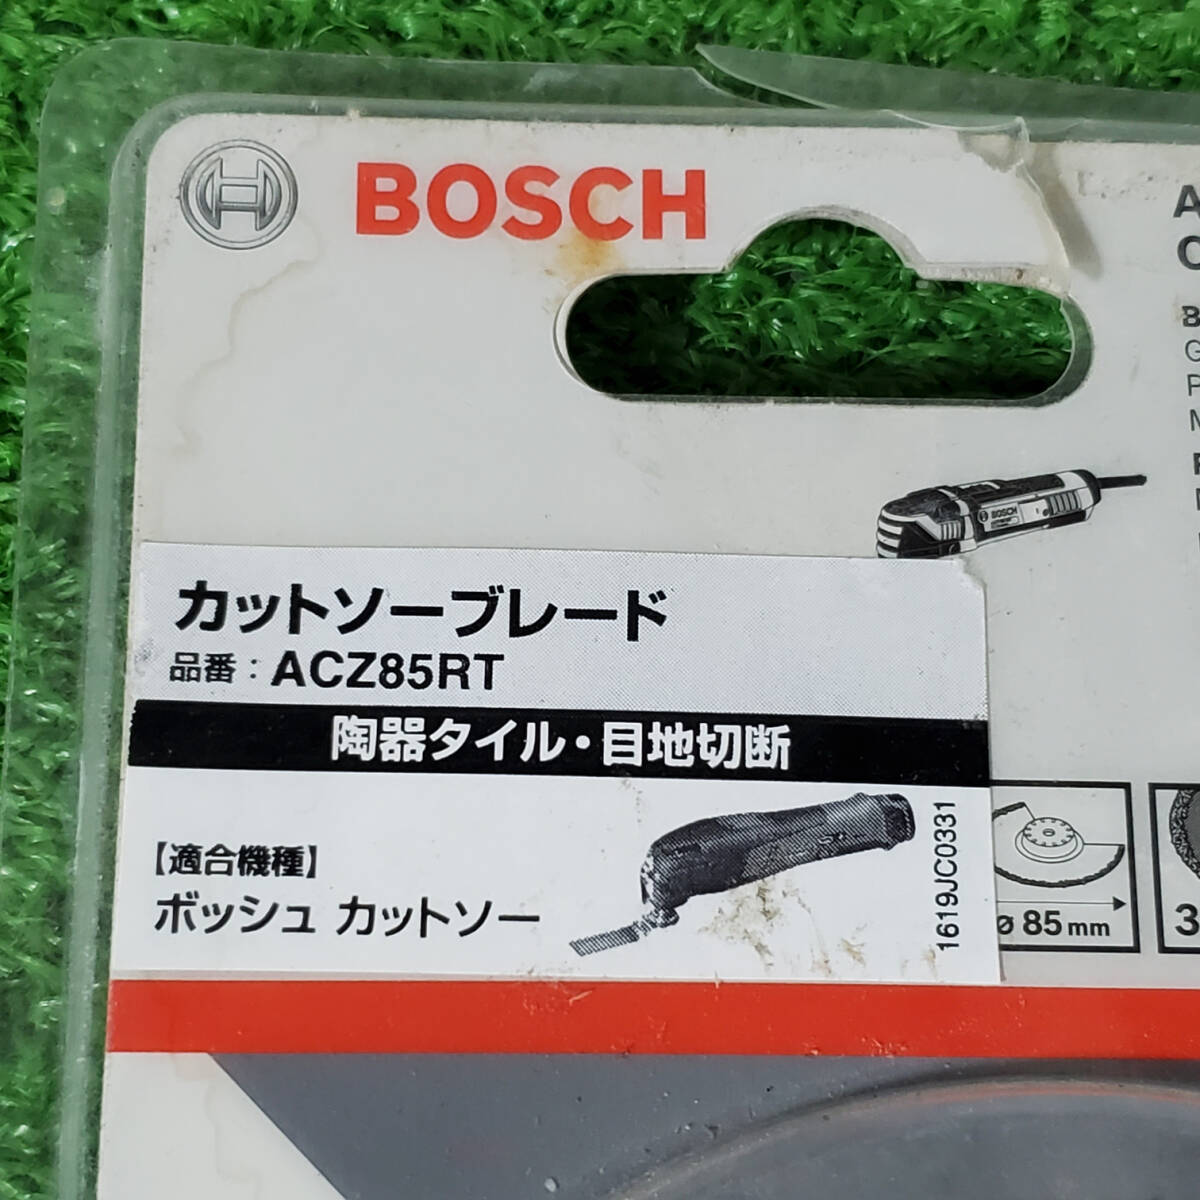 BOSCH
BOSCH
カットソーブレード
品番：ACZ85RT
陶器タイル・目地切断
【適合機種】
ボッシュ カットソー
1619JC0331
ø 85 mm
3